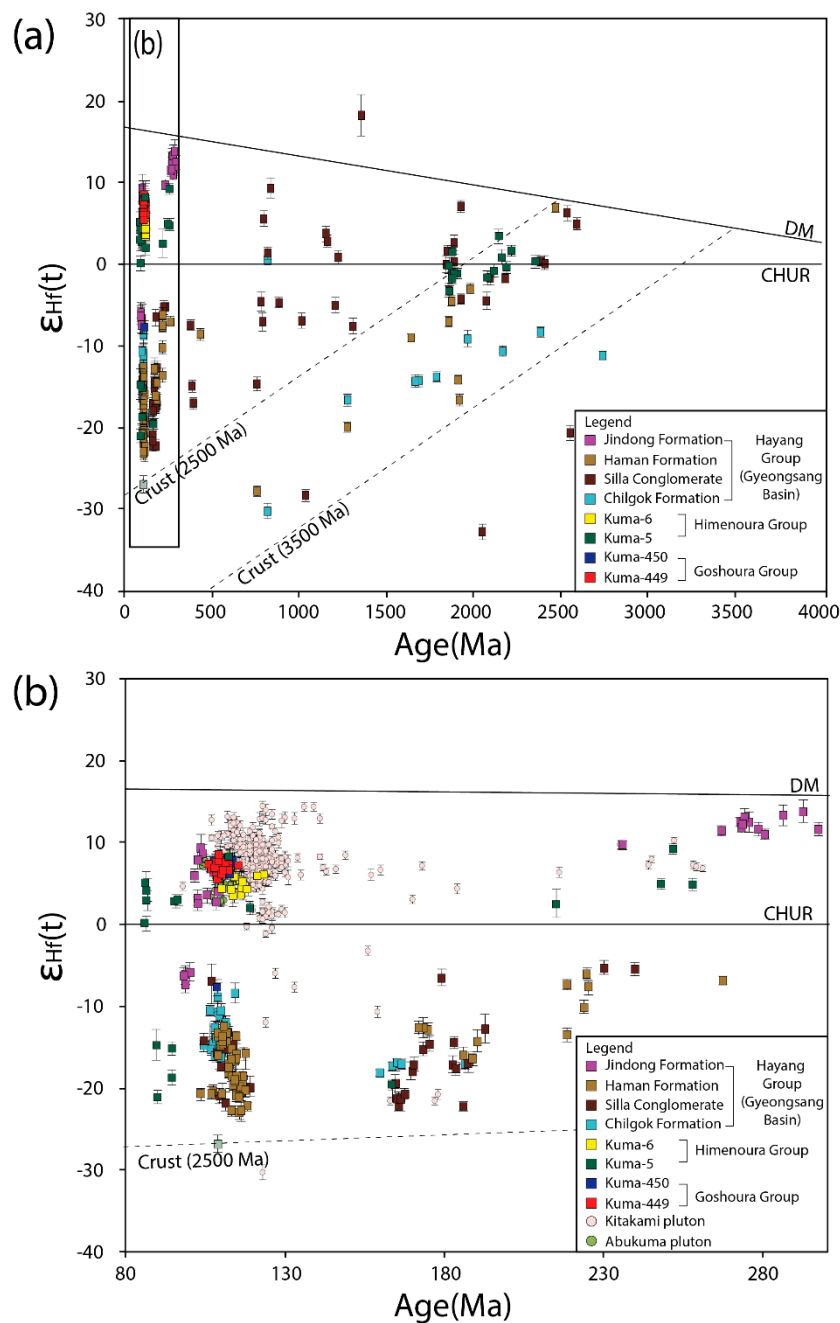 (a)
(b)
30
20
10
0
-10
-20
-30
-40
εHf(t)
DM
CHUR
Crust (2500 Ma)
Crust (3500 Ma)
Legend
Jindong Formation
Haman Formation
Silla Conglomerate
Chilgok Formation
Hayang
Group
(Gyeongsang
Basin)
Kuma-6
Kuma-5
Himenoura Group
Kuma-450
Kuma-449
Goshoura Group
0 500 1000 1500 2000 2500 3000 3500 4000
Age(Ma)
(b)
30
20
10
0
-10
-20
-30
-40
εHf(t)
DM
CHUR
Crust (2500 Ma)
Legend
Jindong Formation
Haman Formation
Silla Conglomerate
Chilgok Formation
Hayang
Group
(Gyeongsang
Basin)
Kuma-6
Kuma-5
Himenoura Group
Kuma-450
Kuma-449
Goshoura Group
Kitakami pluton
Abukuma pluton
80 130 180 230 280
Age(Ma)